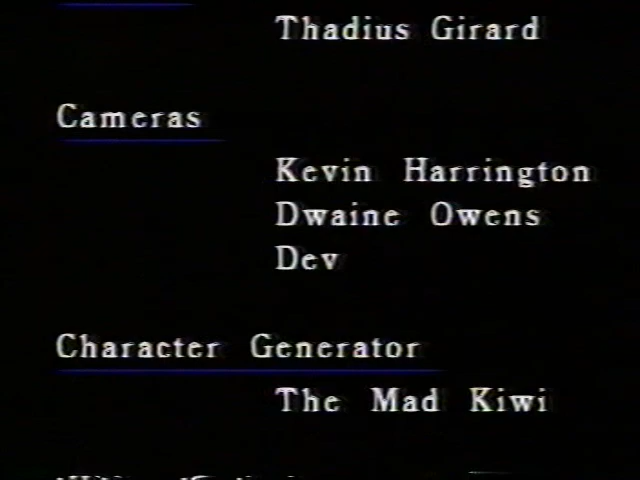 Thadius Girard
Cameras
Kevin Harrington
Dwaine Owens
Dev
Character Generator
The Mad Kiwi